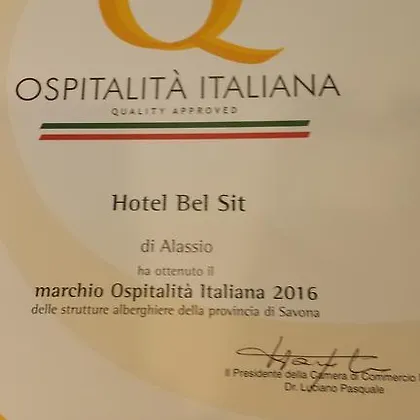 Q
OSPITALITÀ ITALIANA
QUALITY APPROVED
Hotel Bel Sit
di Alassio
ha ottenuto il
marchio Ospitalità Italiana 2016
delle strutture alberghiere della provincia di Savona
Il Presidente della Camera di Commercio
Dr. Luciano Pasquale